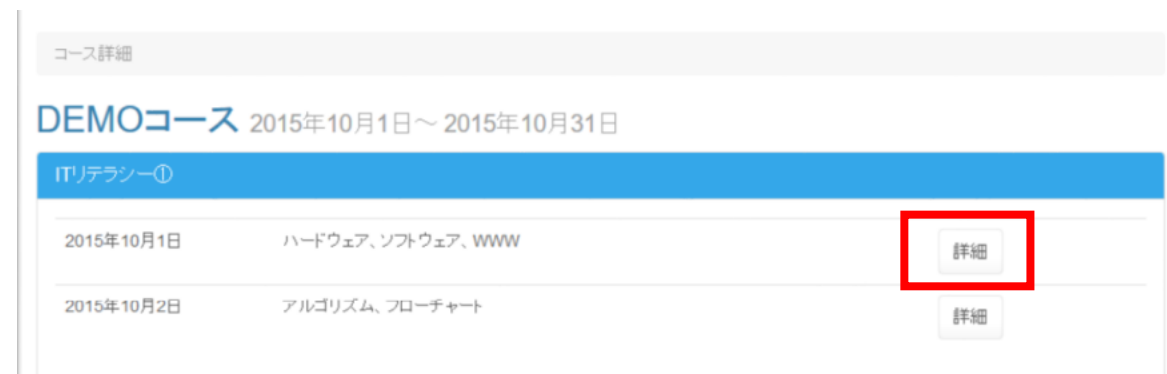 コース詳細
DEMOコース 2015年10月1日～ 2015年10月31日
ITリテラシー①
2015年10月1日 ハードウェア、ソフトウェア、WWW 詳細
2015年10月2日 アルゴリズム、フローチャート 詳細